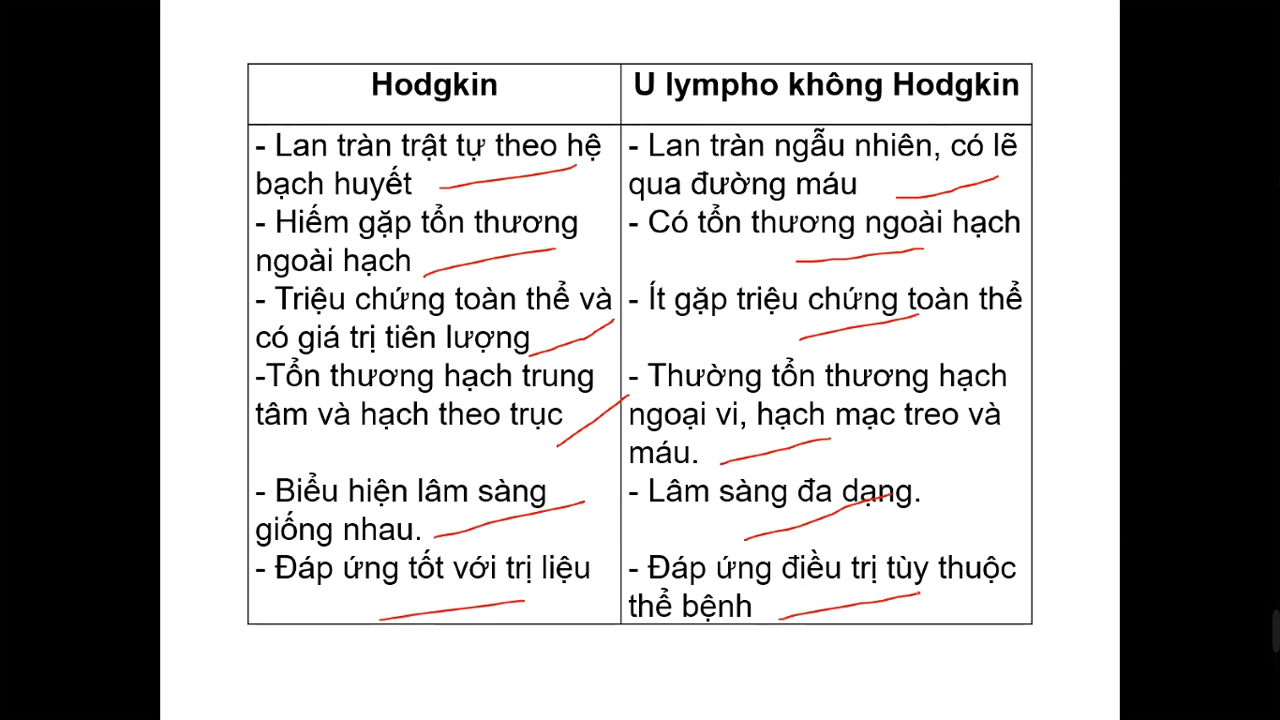 Hodgkin
U lympho không Hodgkin
- Lan tràn trật tự theo hệ
bạch huyết
- Hiếm gặp tổn thương
ngoài hạch
- Triệu chứng toàn thể và
có giá trị tiên lượng
-Tổn thương hạch trung
tâm và hạch theo trục
- Biểu hiện lâm sàng
giống nhau.
- Đáp ứng tốt với trị liệu
- Lan tràn ngẫu nhiên, có lẽ
qua đường máu
- Có tổn thương ngoài hạch
- Ít gặp triệu chứng toàn thể
- Thường tổn thương hạch
ngoại vi, hạch mạc treo và
máu.
- Lâm sàng đa dạng.
- Đáp ứng điều trị tùy thuộc
thể bệnh